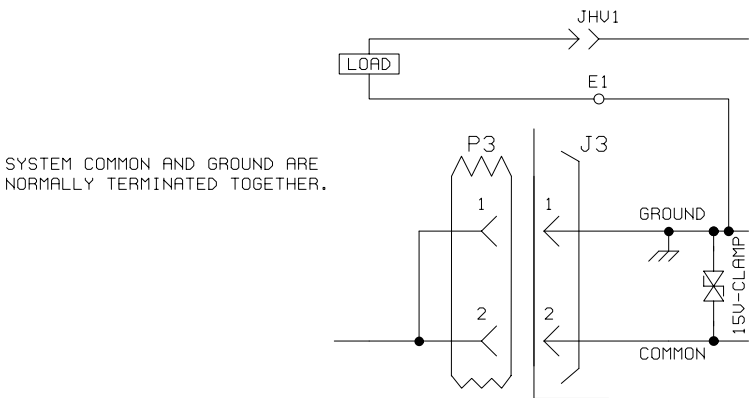 JHV1
LOAD
E1
P3
J3
SYSTEM COMMON AND GROUND ARE
NORMALLY TERMINATED TOGETHER.
1
1
GROUND
15V-CLAMP
2
2
COMMON